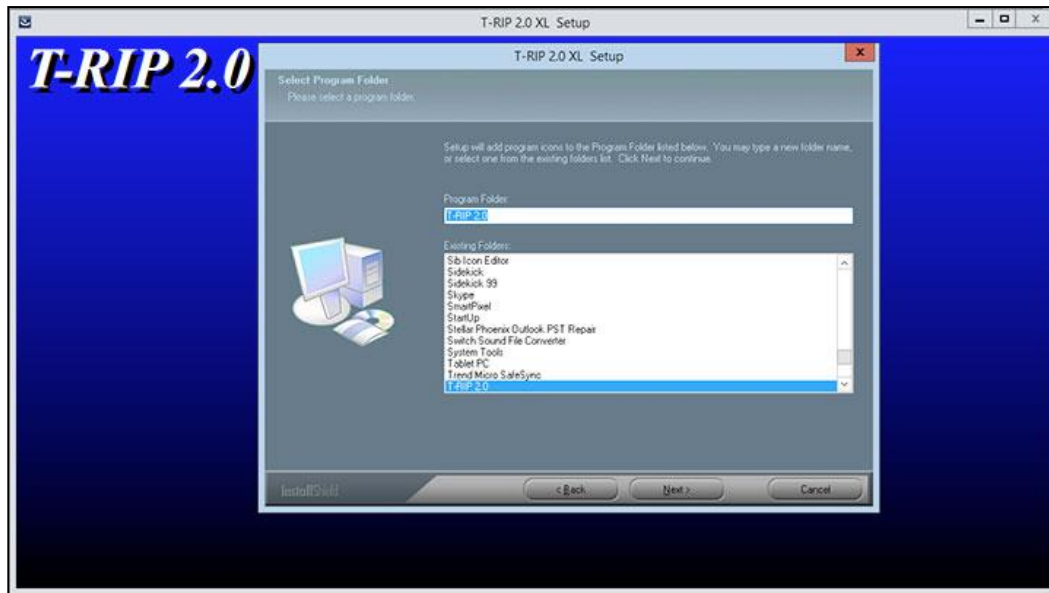 T-RIP 2.0 XL Setup
T-RIP 2.0
T-RIP 2.0 XL Setup
Select Program Folder
Please select a program folder.
Setup will add program icons to the Program Folder listed below. You may type a new folder name,
or select one from the existing folders list. Click Next to continue.
Program Folder:
T-RIP 2.0
Existing Folders:
Sib Icon Editor
Sidekick
Sidekick 99
Skype
SmartPixel
StartUp
Stellar Phoenix Outlook PST Repair
Switch Sound File Converter
System Tools
Tablet PC
Trend Micro SafeSync
T-RIP 2.0
InstallShield
< Back
Next >
Cancel